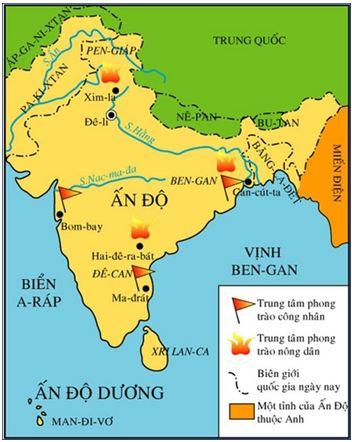 ÁP-GA-NI-XTAN
S.Ấn
PEN-GIÁP
TRUNG QUỐC
PA-KI-XTAN
Xim-la
Đê-li
NÊ-PAN
BU-TAN
S.Hằng
BĂNG-LA-ĐÉT
MIẾN ĐIỆN
S.Nac-ma-đa
BEN-GAN
Can-cút-ta
ẤN ĐỘ
Bom-bay
Hai-đê-ra-bát
VỊNH
BEN-GAN
BIỂN
A-RÁP
ĐÊ-CAN
Ma-đrát
XRI LAN-CA
ẤN ĐỘ DƯƠNG
MAN-ĐI-VƠ
Trung tâm phong
trào công nhân
Trung tâm phong
trào nông dân
Biên giới
quốc gia ngày nay
Một tỉnh của Ấn Độ
thuộc Anh